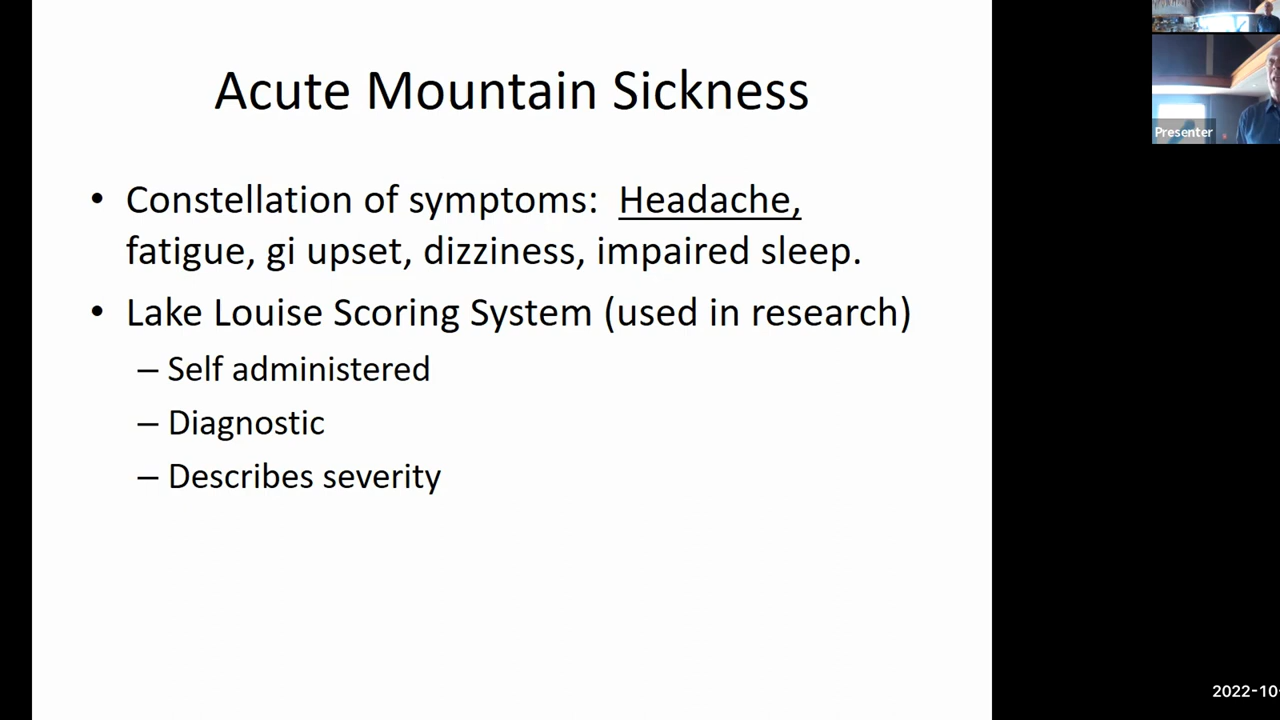 Acute Mountain Sickness
• Constellation of symptoms: Headache,
fatigue, gi upset, dizziness, impaired sleep.
• Lake Louise Scoring System (used in research)
– Self administered
– Diagnostic
– Describes severity
Presenter
2022-10-